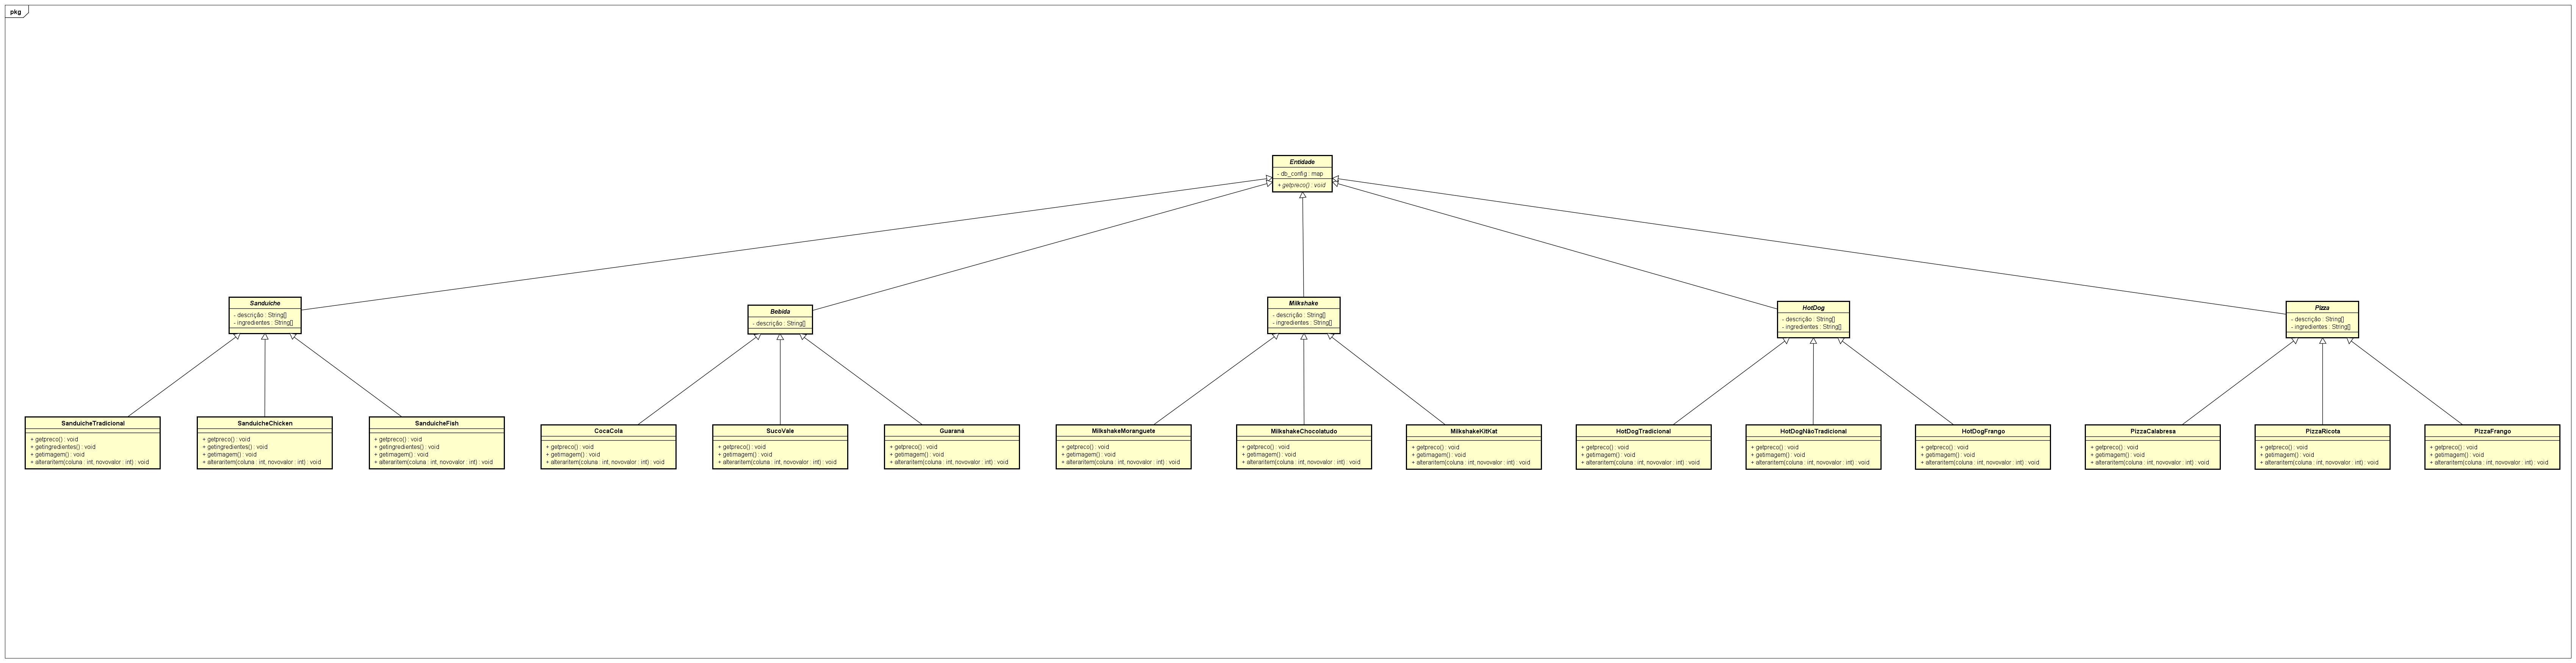 pkg
Entidade
- db_config : map
+ getpreco() : void
Sanduiche
- descrição : String[]
- ingredientes : String[]
Bebida
- descrição : String[]
Milkshake
- descrição : String[]
- ingredientes : String[]
HotDog
- descrição : String[]
- ingredientes : String[]
Pizza
- descrição : String[]
- ingredientes : String[]
SanduicheTradicional
+ getpreco() : void
+ getingredientes() : void
+ getimagem() : void
+ alteraritem(coluna : int, novovalor : int) : void
SanduicheChicken
+ getpreco() : void
+ getingredientes() : void
+ getimagem() : void
+ alteraritem(coluna : int, novovalor : int) : void
SanduicheFish
+ getpreco() : void
+ getingredientes() : void
+ getimagem() : void
+ alteraritem(coluna : int, novovalor : int) : void
CocaCola
+ getpreco() : void
+ getimagem() : void
+ alteraritem(coluna : int, novovalor : int) : void
SucoVale
+ getpreco() : void
+ getimagem() : void
+ alteraritem(coluna : int, novovalor : int) : void
Guaraná
+ getpreco() : void
+ getimagem() : void
+ alteraritem(coluna : int, novovalor : int) : void
MilkshakeMoranguete
+ getpreco() : void
+ getimagem() : void
+ alteraritem(coluna : int, novovalor : int) : void
MilkshakeChocolatudo
+ getpreco() : void
+ getimagem() : void
+ alteraritem(coluna : int, novovalor : int) : void
MilkshakeKitKat
+ getpreco() : void
+ getimagem() : void
+ alteraritem(coluna : int, novovalor : int) : void
HotDogTradicional
+ getpreco() : void
+ getimagem() : void
+ alteraritem(coluna : int, novovalor : int) : void
HotDogNãoTradicional
+ getpreco() : void
+ getimagem() : void
+ alteraritem(coluna : int, novovalor : int) : void
HotDogFrango
+ getpreco() : void
+ getimagem() : void
+ alteraritem(coluna : int, novovalor : int) : void
PizzaCalabresa
+ getpreco() : void
+ getimagem() : void
+ alteraritem(coluna : int, novovalor : int) : void
PizzaRicota
+ getpreco() : void
+ getimagem() : void
+ alteraritem(coluna : int, novovalor : int) : void
PizzaFrango
+ getpreco() : void
+ getimagem() : void
+ alteraritem(coluna : int, novovalor : int) : void